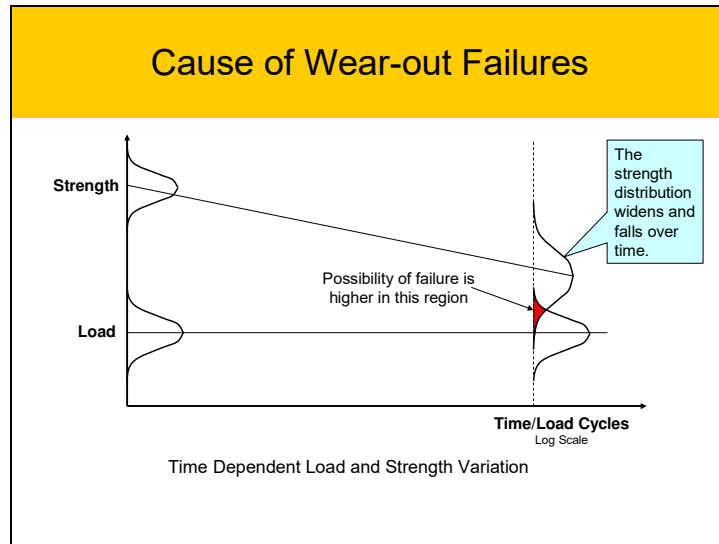 Cause of Wear-out Failures
Strength
The
strength
distribution
widens and
falls over
time.
Possibility of failure is
higher in this region
Load
Time/Load Cycles
Log Scale
Time Dependent Load and Strength Variation